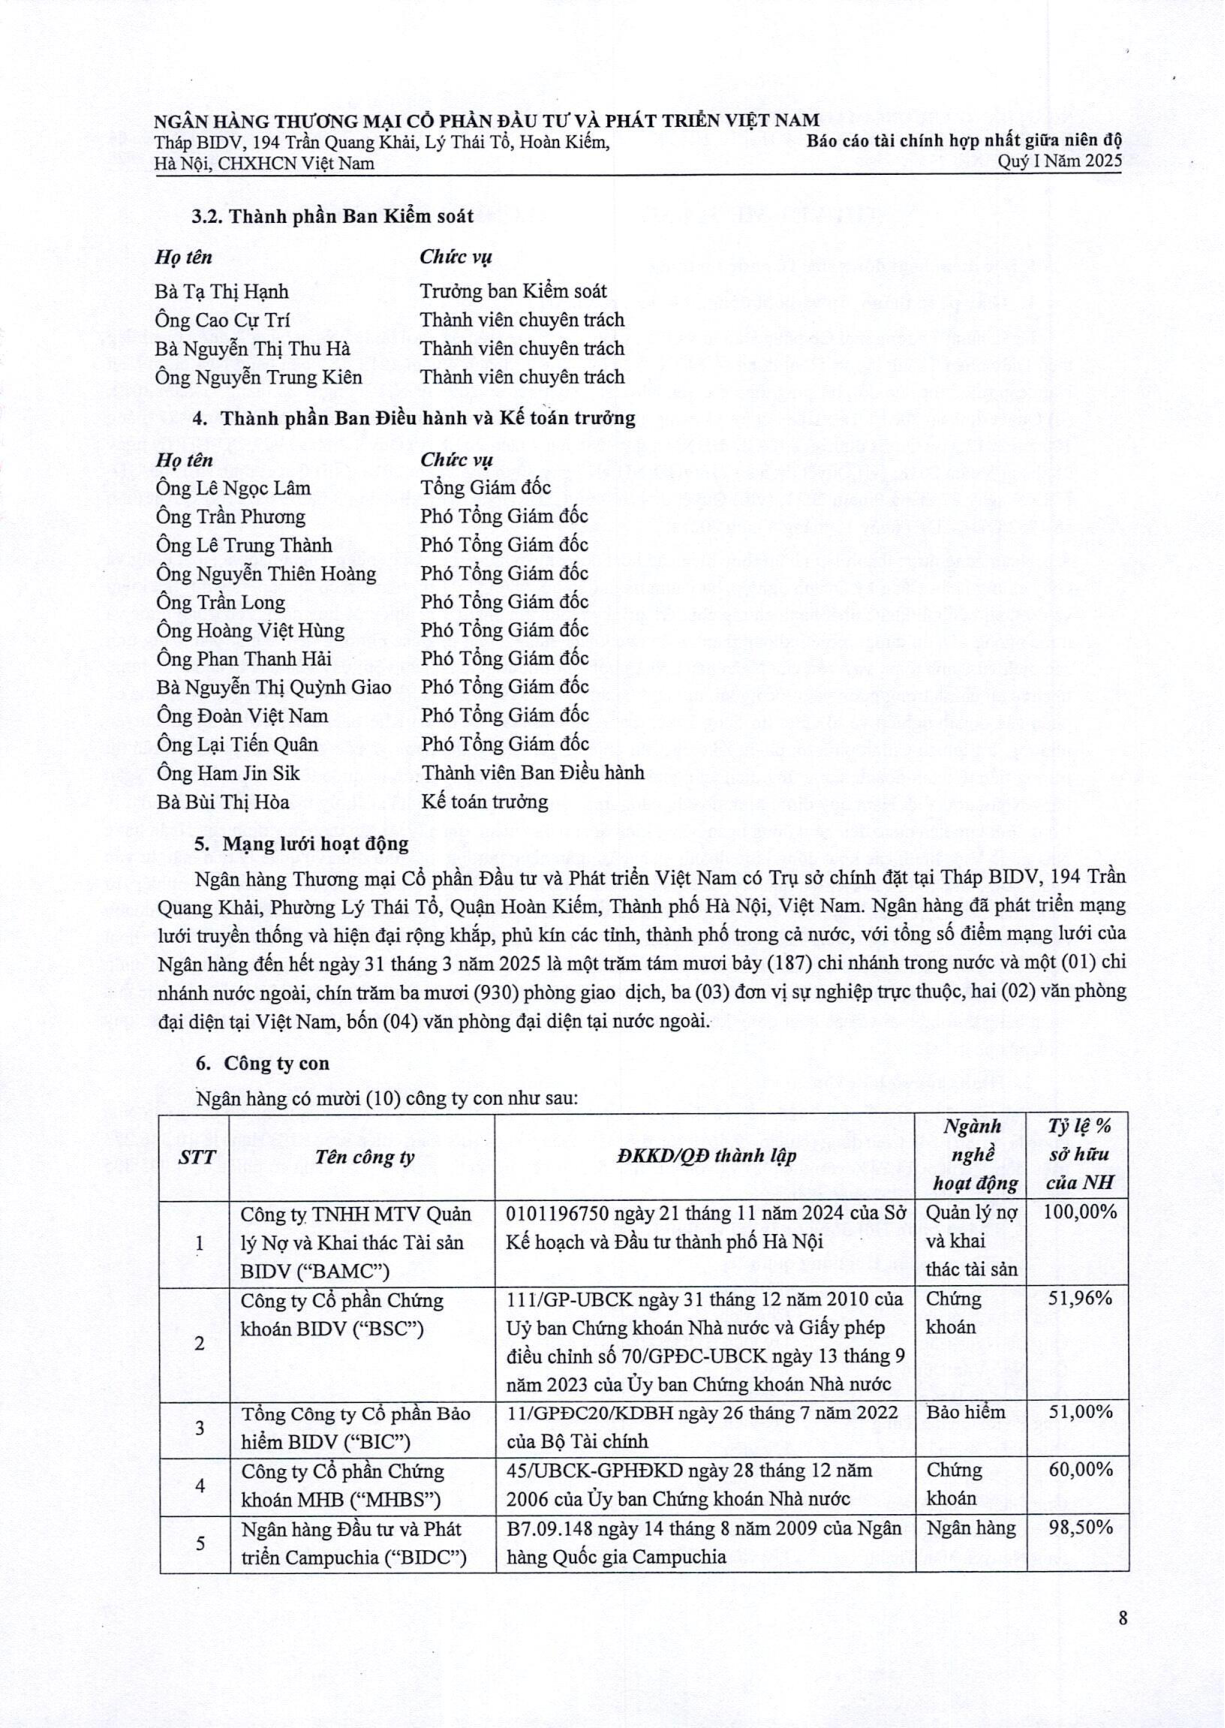 NGÂN HÀNG THƯƠNG MẠI CỔ PHẦN ĐẦU TƯ VÀ PHÁT TRIỂN VIỆT NAM
Tháp BIDV, 194 Trần Quang Khải, Lý Thái Tổ, Hoàn Kiếm,
Hà Nội, CHXHCN Việt Nam
Báo cáo tài chính hợp nhất giữa niên độ
Quý I Năm 2025
3.2. Thành phần Ban Kiểm soát
Họ tên Chức vụ
Bà Tạ Thị Hạnh Trưởng ban Kiểm soát
Ông Cao Cự Trí Thành viên chuyên trách
Bà Nguyễn Thị Thu Hà Thành viên chuyên trách
Ông Nguyễn Trung Kiên Thành viên chuyên trách
4. Thành phần Ban Điều hành và Kế toán trưởng
Họ tên Chức vụ
Ông Lê Ngọc Lâm Tổng Giám đốc
Ông Trần Phương Phó Tổng Giám đốc
Ông Lê Trung Thành Phó Tổng Giám đốc
Ông Nguyễn Thiên Hoàng Phó Tổng Giám đốc
Ông Trần Long Phó Tổng Giám đốc
Ông Hoàng Việt Hùng Phó Tổng Giám đốc
Ông Phan Thanh Hải Phó Tổng Giám đốc
Bà Nguyễn Thị Quỳnh Giao Phó Tổng Giám đốc
Ông Đoàn Việt Nam Phó Tổng Giám đốc
Ông Lại Tiến Quân Phó Tổng Giám đốc
Ông Ham Jin Sik Thành viên Ban Điều hành
Bà Bùi Thị Hòa Kế toán trưởng
5. Mạng lưới hoạt động
Ngân hàng Thương mại Cổ phần Đầu tư và Phát triển Việt Nam có Trụ sở chính đặt tại Tháp BIDV, 194 Trần
Quang Khải, Phường Lý Thái Tổ, Quận Hoàn Kiếm, Thành phố Hà Nội, Việt Nam. Ngân hàng đã phát triển mạng
lưới truyền thống và hiện đại rộng khắp, phủ kín các tỉnh, thành phố trong cả nước, với tổng số điểm mạng lưới của
Ngân hàng đến hết ngày 31 tháng 3 năm 2025 là một trăm tám mươi bảy (187) chi nhánh trong nước và một (01) chi
nhánh nước ngoài, chín trăm ba mươi (930) phòng giao dịch, ba (03) đơn vị sự nghiệp trực thuộc, hai (02) văn phòng
đại diện tại Việt Nam, bốn (04) văn phòng đại diện tại nước ngoài.
6. Công ty con
Ngân hàng có mười (10) công ty con như sau:
STT Tên công ty ĐKKD/QĐ thành lập Ngành nghề hoạt động Tỷ lệ % sở hữu của NH
1 Công ty TNHH MTV Quản 0101196750 ngày 21 tháng 11 năm 2024 của Sở Quản lý nợ 100,00%
lý Nợ và Khai thác Tài sản Kế hoạch và Đầu tư thành phố Hà Nội và khai
BIDV (“BAMC”) thác tài sản
2 Công ty Cổ phần Chứng 111/GP-UBCK ngày 31 tháng 12 năm 2010 của Chứng 51,96%
khoán BIDV (“BSC”) Uỷ ban Chứng khoán Nhà nước và Giấy phép khoán
điều chỉnh số 70/GPĐC-UBCK ngày 13 tháng 9
năm 2023 của Ủy ban Chứng khoán Nhà nước
3 Tổng Công ty Cổ phần Bảo 11/GPĐC20/KDBH ngày 26 tháng 7 năm 2022 Bảo hiểm 51,00%
hiểm BIDV (“BIC”) của Bộ Tài chính
4 Công ty Cổ phần Chứng 45/UBCK-GPHĐKD ngày 28 tháng 12 năm Chứng 60,00%
khoán MHB (“MHBS”) 2006 của Ủy ban Chứng khoán Nhà nước khoán
5 Ngân hàng Đầu tư và Phát B7.09.148 ngày 14 tháng 8 năm 2009 của Ngân Ngân hàng 98,50%
triển Campuchia (“BIDC”) hàng Quốc gia Campuchia
8